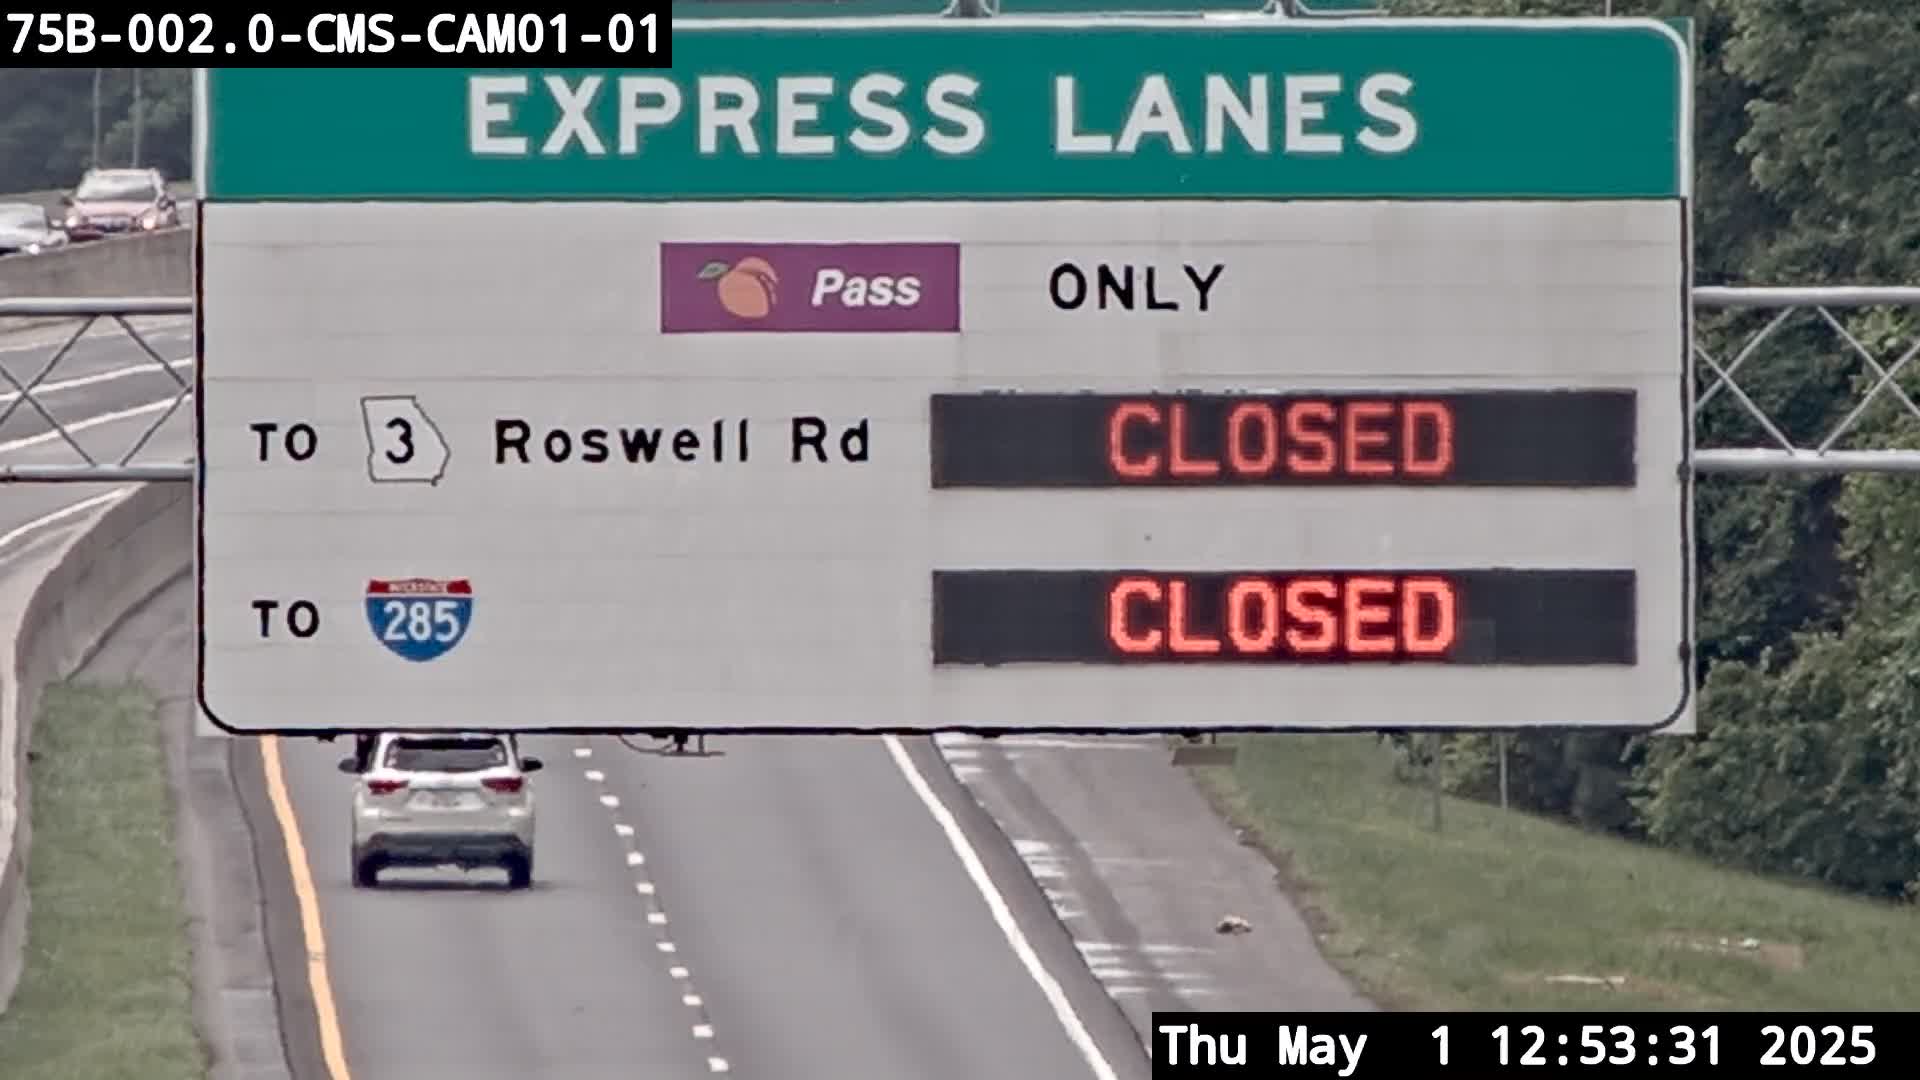 75B-002.0-CMS-CAM01-01
EXPRESS LANES
Pass ONLY
TO 3 Roswell Rd CLOSED
TO INTERSTATE 285 CLOSED
Thu May 1 12:53:31 2025